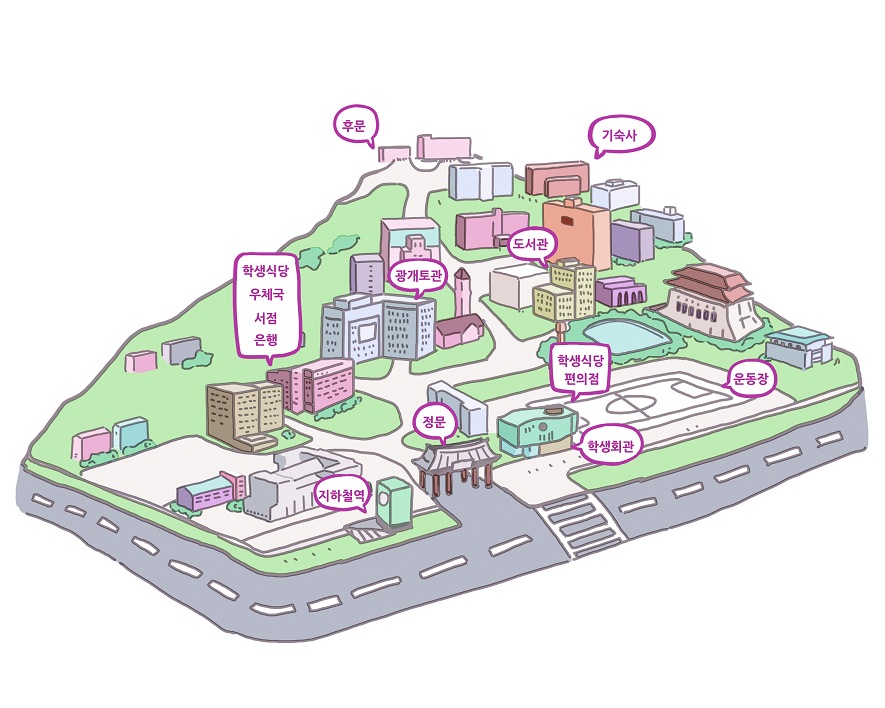 후문
기숙사
도서관
학생식당
우체국
서점
은행
광개토관
학생식당
편의점
운동장
정문
학생회관
지하철역